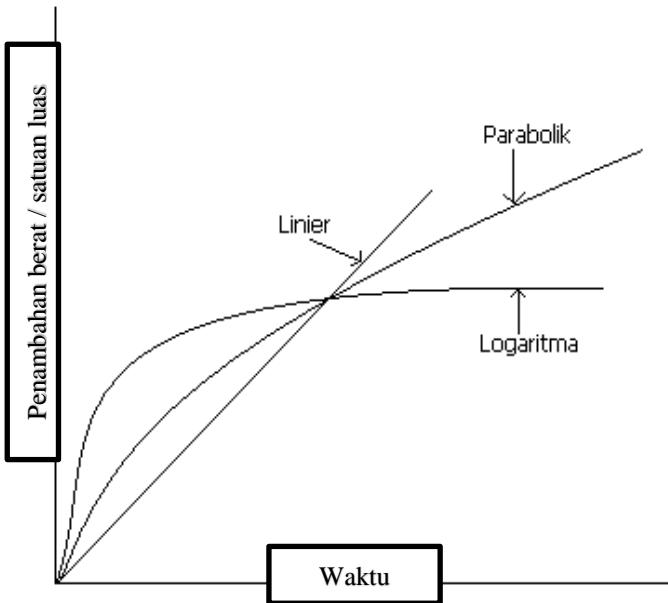 Penambahan berat / satuan luas
Parabolik
Linier
Logaritma
Waktu